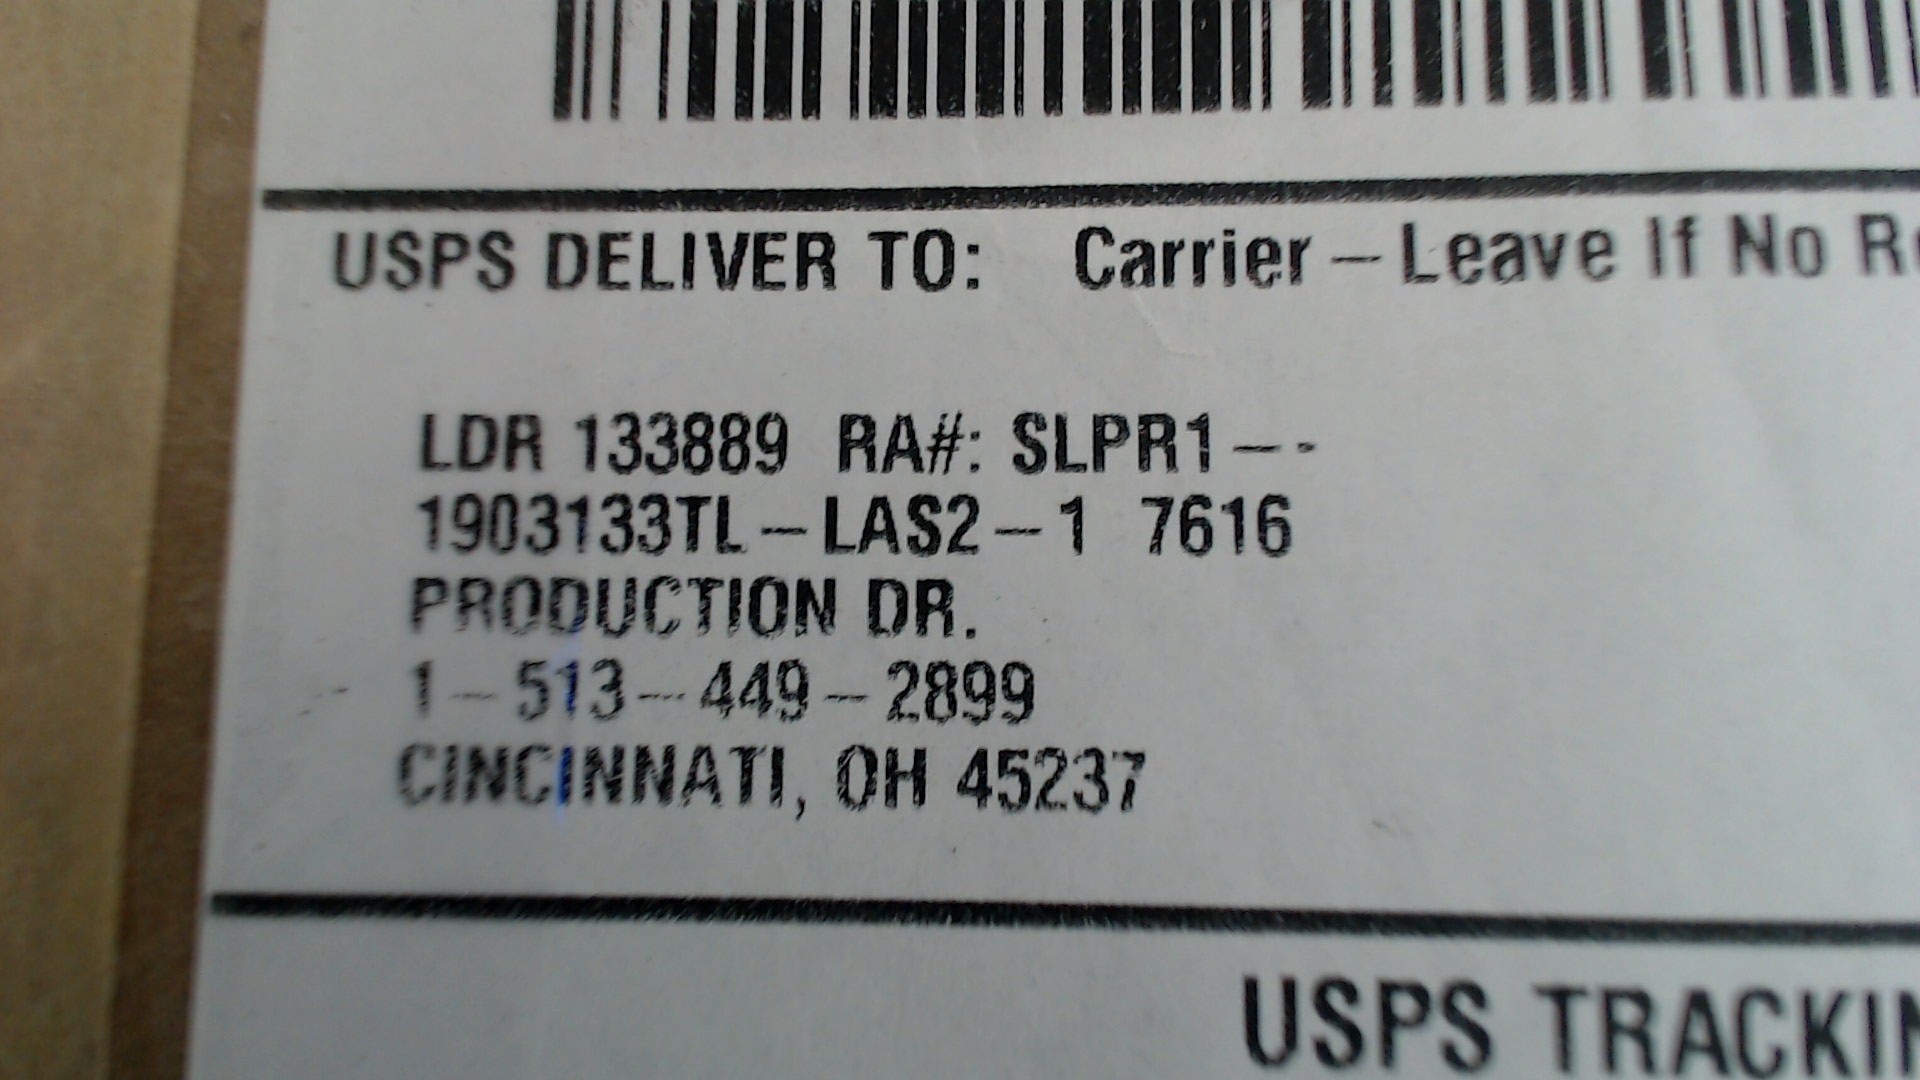 USPS DELIVER TO: Carrier – Leave If No
LDR 133889 RA#: SLPR1 – -
1903133TL – LAS2 – 1 7616
PRODUCTION DR.
1 – 513 – 449 – 2899
CINCINNATI, OH 45237
USPS